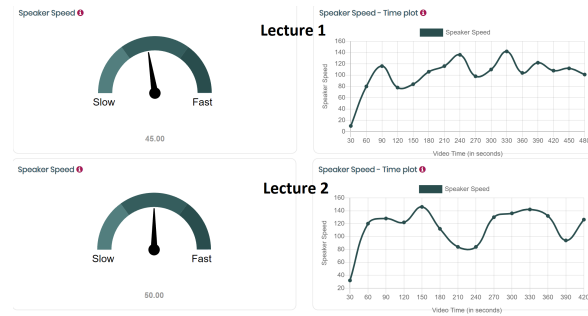 Speaker Speed
Lecture 1
Slow
Fast
45.00
Speaker Speed - Time plot
Speaker Speed
Speaker Speed
160
140
120
100
80
60
40
20
0
30 60 90 120 150 180 210 240 270 300 330 360 390 420 450 480
Video Time (in seconds)
Speaker Speed
Lecture 2
Slow
Fast
50.00
Speaker Speed - Time plot
Speaker Speed
Speaker Speed
160
140
120
100
80
60
40
20
30 60 90 120 150 180 210 240 270 300 330 360 390 420
Video Time (in seconds)